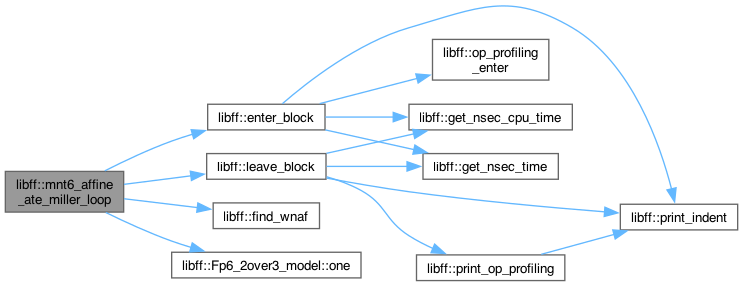 libff::mnt6_affine
_ate_miller_loop
libff::enter_block
libff::leave_block
libff::find_wnaf
libff::Fp6_2over3_model::one
libff::op_profiling
_enter
libff::get_nsec_cpu_time
libff::get_nsec_time
libff::print_op_profiling
libff::print_indent